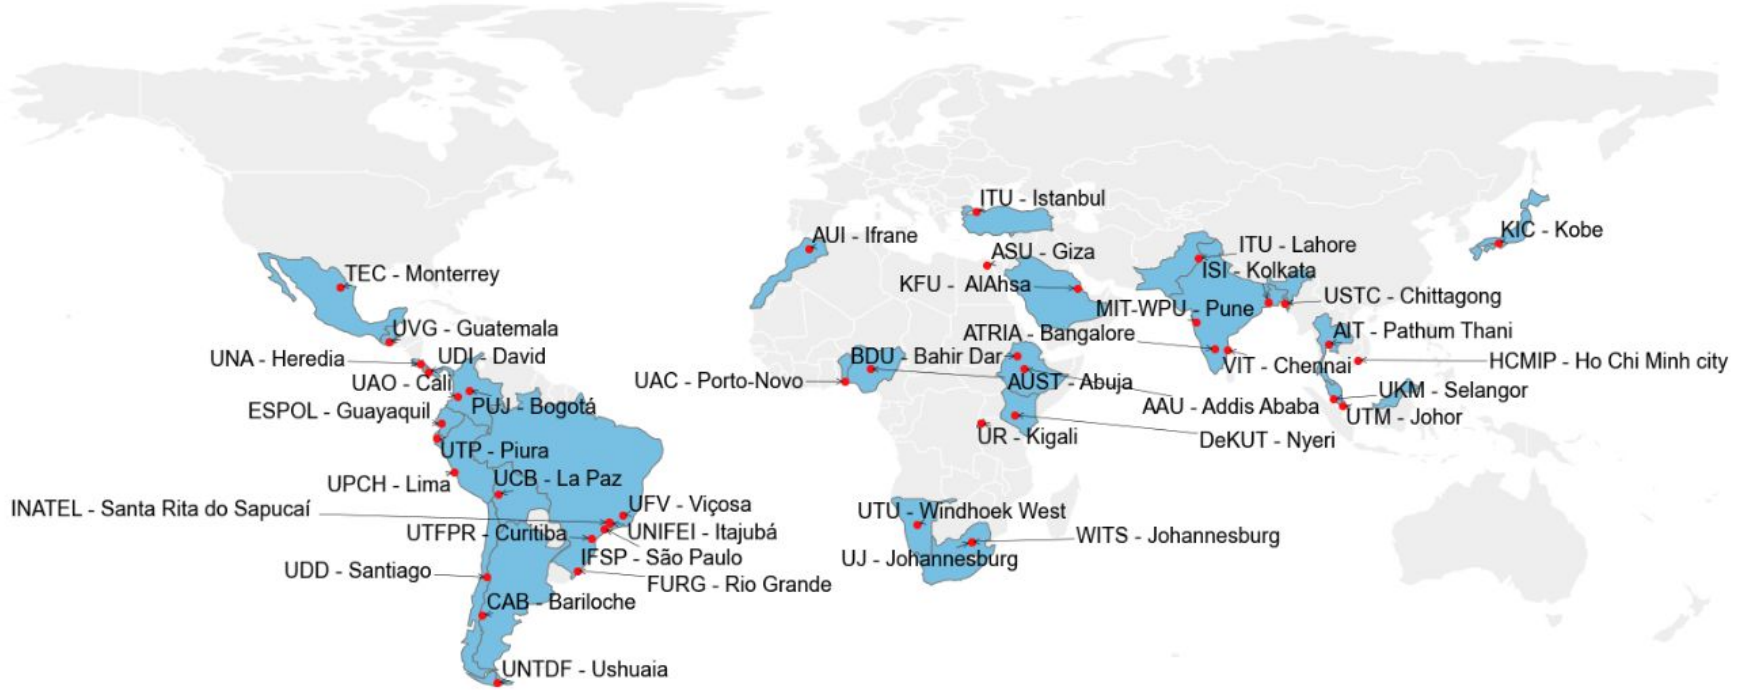 ITU - Istanbul
AUI - Ifrane
KIC - Kobe
ASU - Giza
ITU - Lahore
TEC - Monterrey
ISI - Kolkata
KFU - AlAhsa
USTC - Chittagong
MIT-WPU - Pune
UVG - Guatemala
AIT - Pathum Thani
ATRIA - Bangalore
UNA - Heredia
UDI - David
BDU - Bahir Dar
VIT - Chennai
HCMIP - Ho Chi Minh city
UAO - Cali
UAC - Porto-Novo
AUST - Abuja
UKM - Selangor
ESPOL - Guayaquil
PUJ - Bogotá
AAU - Addis Ababa
UTM - Johor
UR - Kigali
DeKUT - Nyeri
UTP - Piura
UPCH - Lima
UCB - La Paz
INATEL - Santa Rita do Sapucaí
UFV - Viçosa
UTU - Windhoek West
UTFPR - Curitiba
UNIFEI - Itajubá
WITS - Johannesburg
IFSP - São Paulo
UJ - Johannesburg
UDD - Santiago
FURG - Rio Grande
CAB - Bariloche
UNTDF - Ushuaia